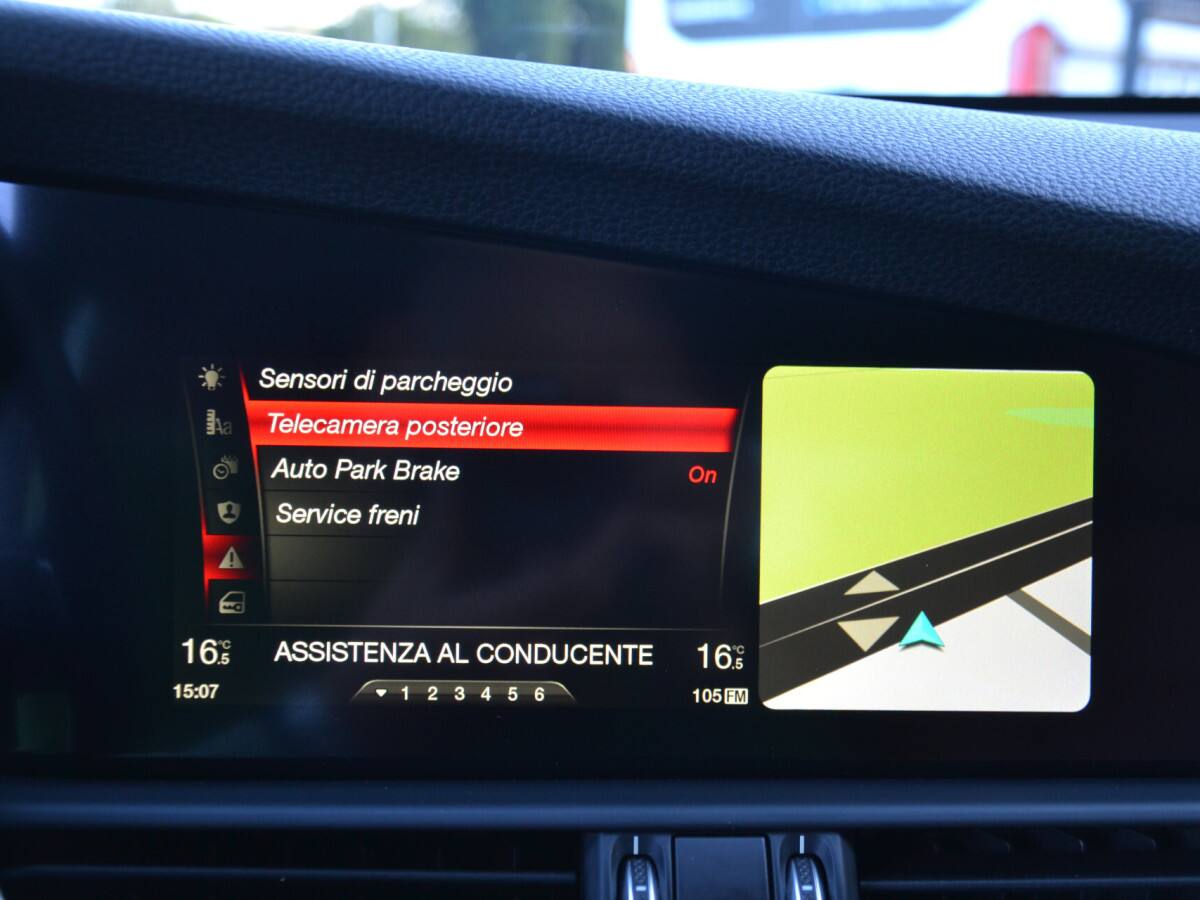 Sensori di parcheggio
Telecamera posteriore
Aa
Auto Park Brake On
Service freni
16.5°C ASSISTENZA AL CONDUCENTE 16.5°C
15:07 1 2 3 4 5 6 105 FM